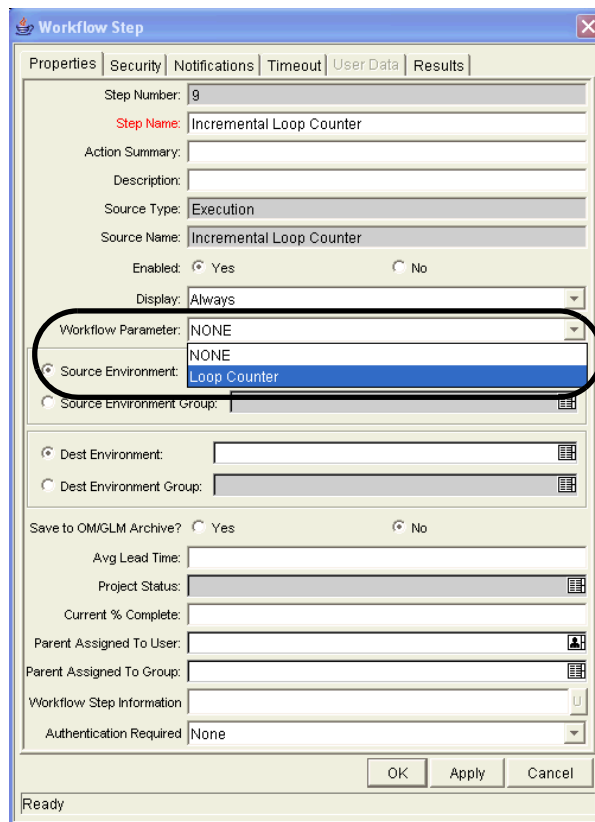 Workflow Step
Properties Security Notifications Timeout User Data Results
Step Number: 9
Step Name: Incremental Loop Counter
Action Summary:
Description:
Source Type: Execution
Source Name: Incremental Loop Counter
Enabled: Yes No
Display: Always
Workflow Parameter: NONE
NONE
Source Environment: Loop Counter
Source Environment Group:
Dest Environment:
Dest Environment Group:
Save to OM/GLM Archive? Yes No
Avg Lead Time:
Project Status:
Current % Complete:
Parent Assigned To User:
Parent Assigned To Group:
Workflow Step Information U
Authentication Required None
OK Apply Cancel
Ready